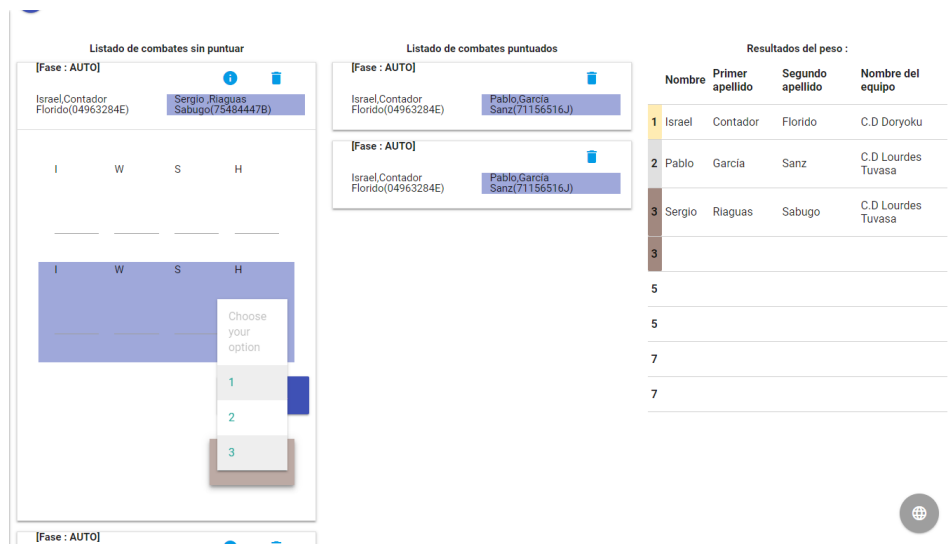 Listado de combates sin puntuar
[Fase : AUTO]
Israel,Contador
Florido(04963284E)
Sergio ,Riaguas
Sabugo(75484447B)
I W S H
I W S H
Choose
your
option
1
2
3
[Fase : AUTO]
Listado de combates puntuados
[Fase : AUTO]
Israel,Contador
Florido(04963284E)
Pablo,García
Sanz(71156516J)
[Fase : AUTO]
Israel,Contador
Florido(04963284E)
Pablo,García
Sanz(71156516J)
Resultados del peso :
Nombre Primer apellido Segundo apellido Nombre del equipo
1 Israel Contador Florido C.D Doryoku
2 Pablo García Sanz C.D Lourdes Tuvasa
3 Sergio Riaguas Sabugo C.D Lourdes Tuvasa
3
5
5
7
7